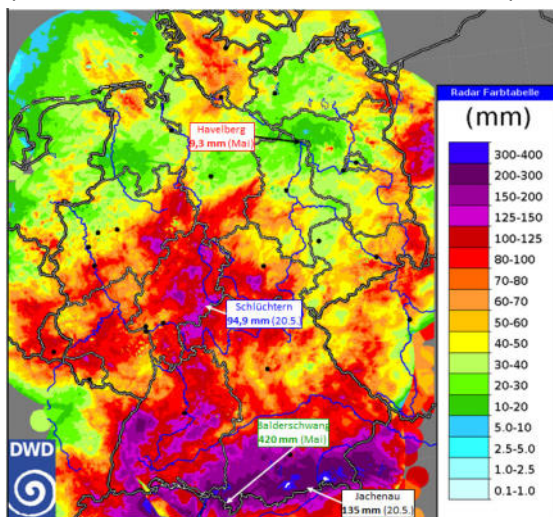 Havelberg
9,3 mm (Mai)
Schlüchtern
94,9 mm (20.5.)
Balderschwang
420 mm (Mai)
Jachenau
135 mm (20.5.)
DWD
Radar Farbtabelle
(mm)
300-400
200-300
150-200
125-150
100-125
80-100
70-80
60-70
50-60
40-50
30-40
20-30
10-20
5.0-10
2.5-5.0
1.0-2.5
0.1-1.0